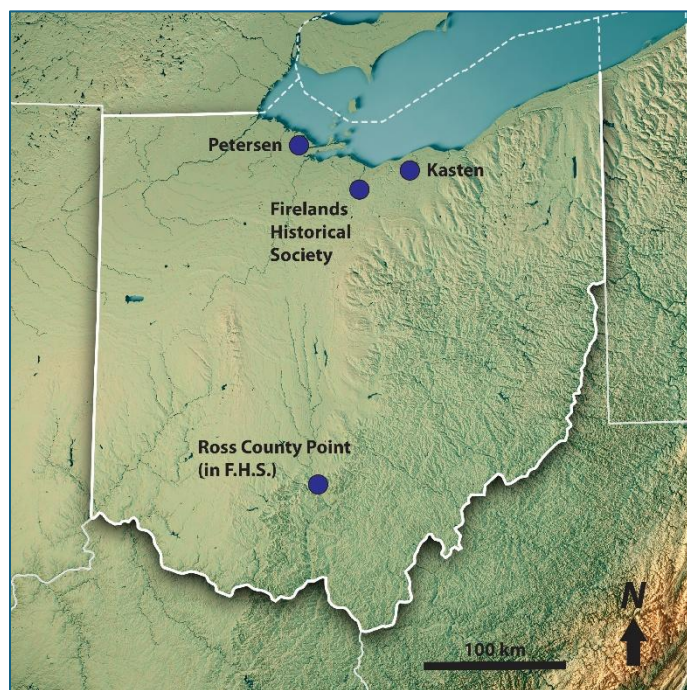 Petersen
Kasten
Firelands
Historical
Society
Ross County Point
(in F.H.S.)
N
100 km